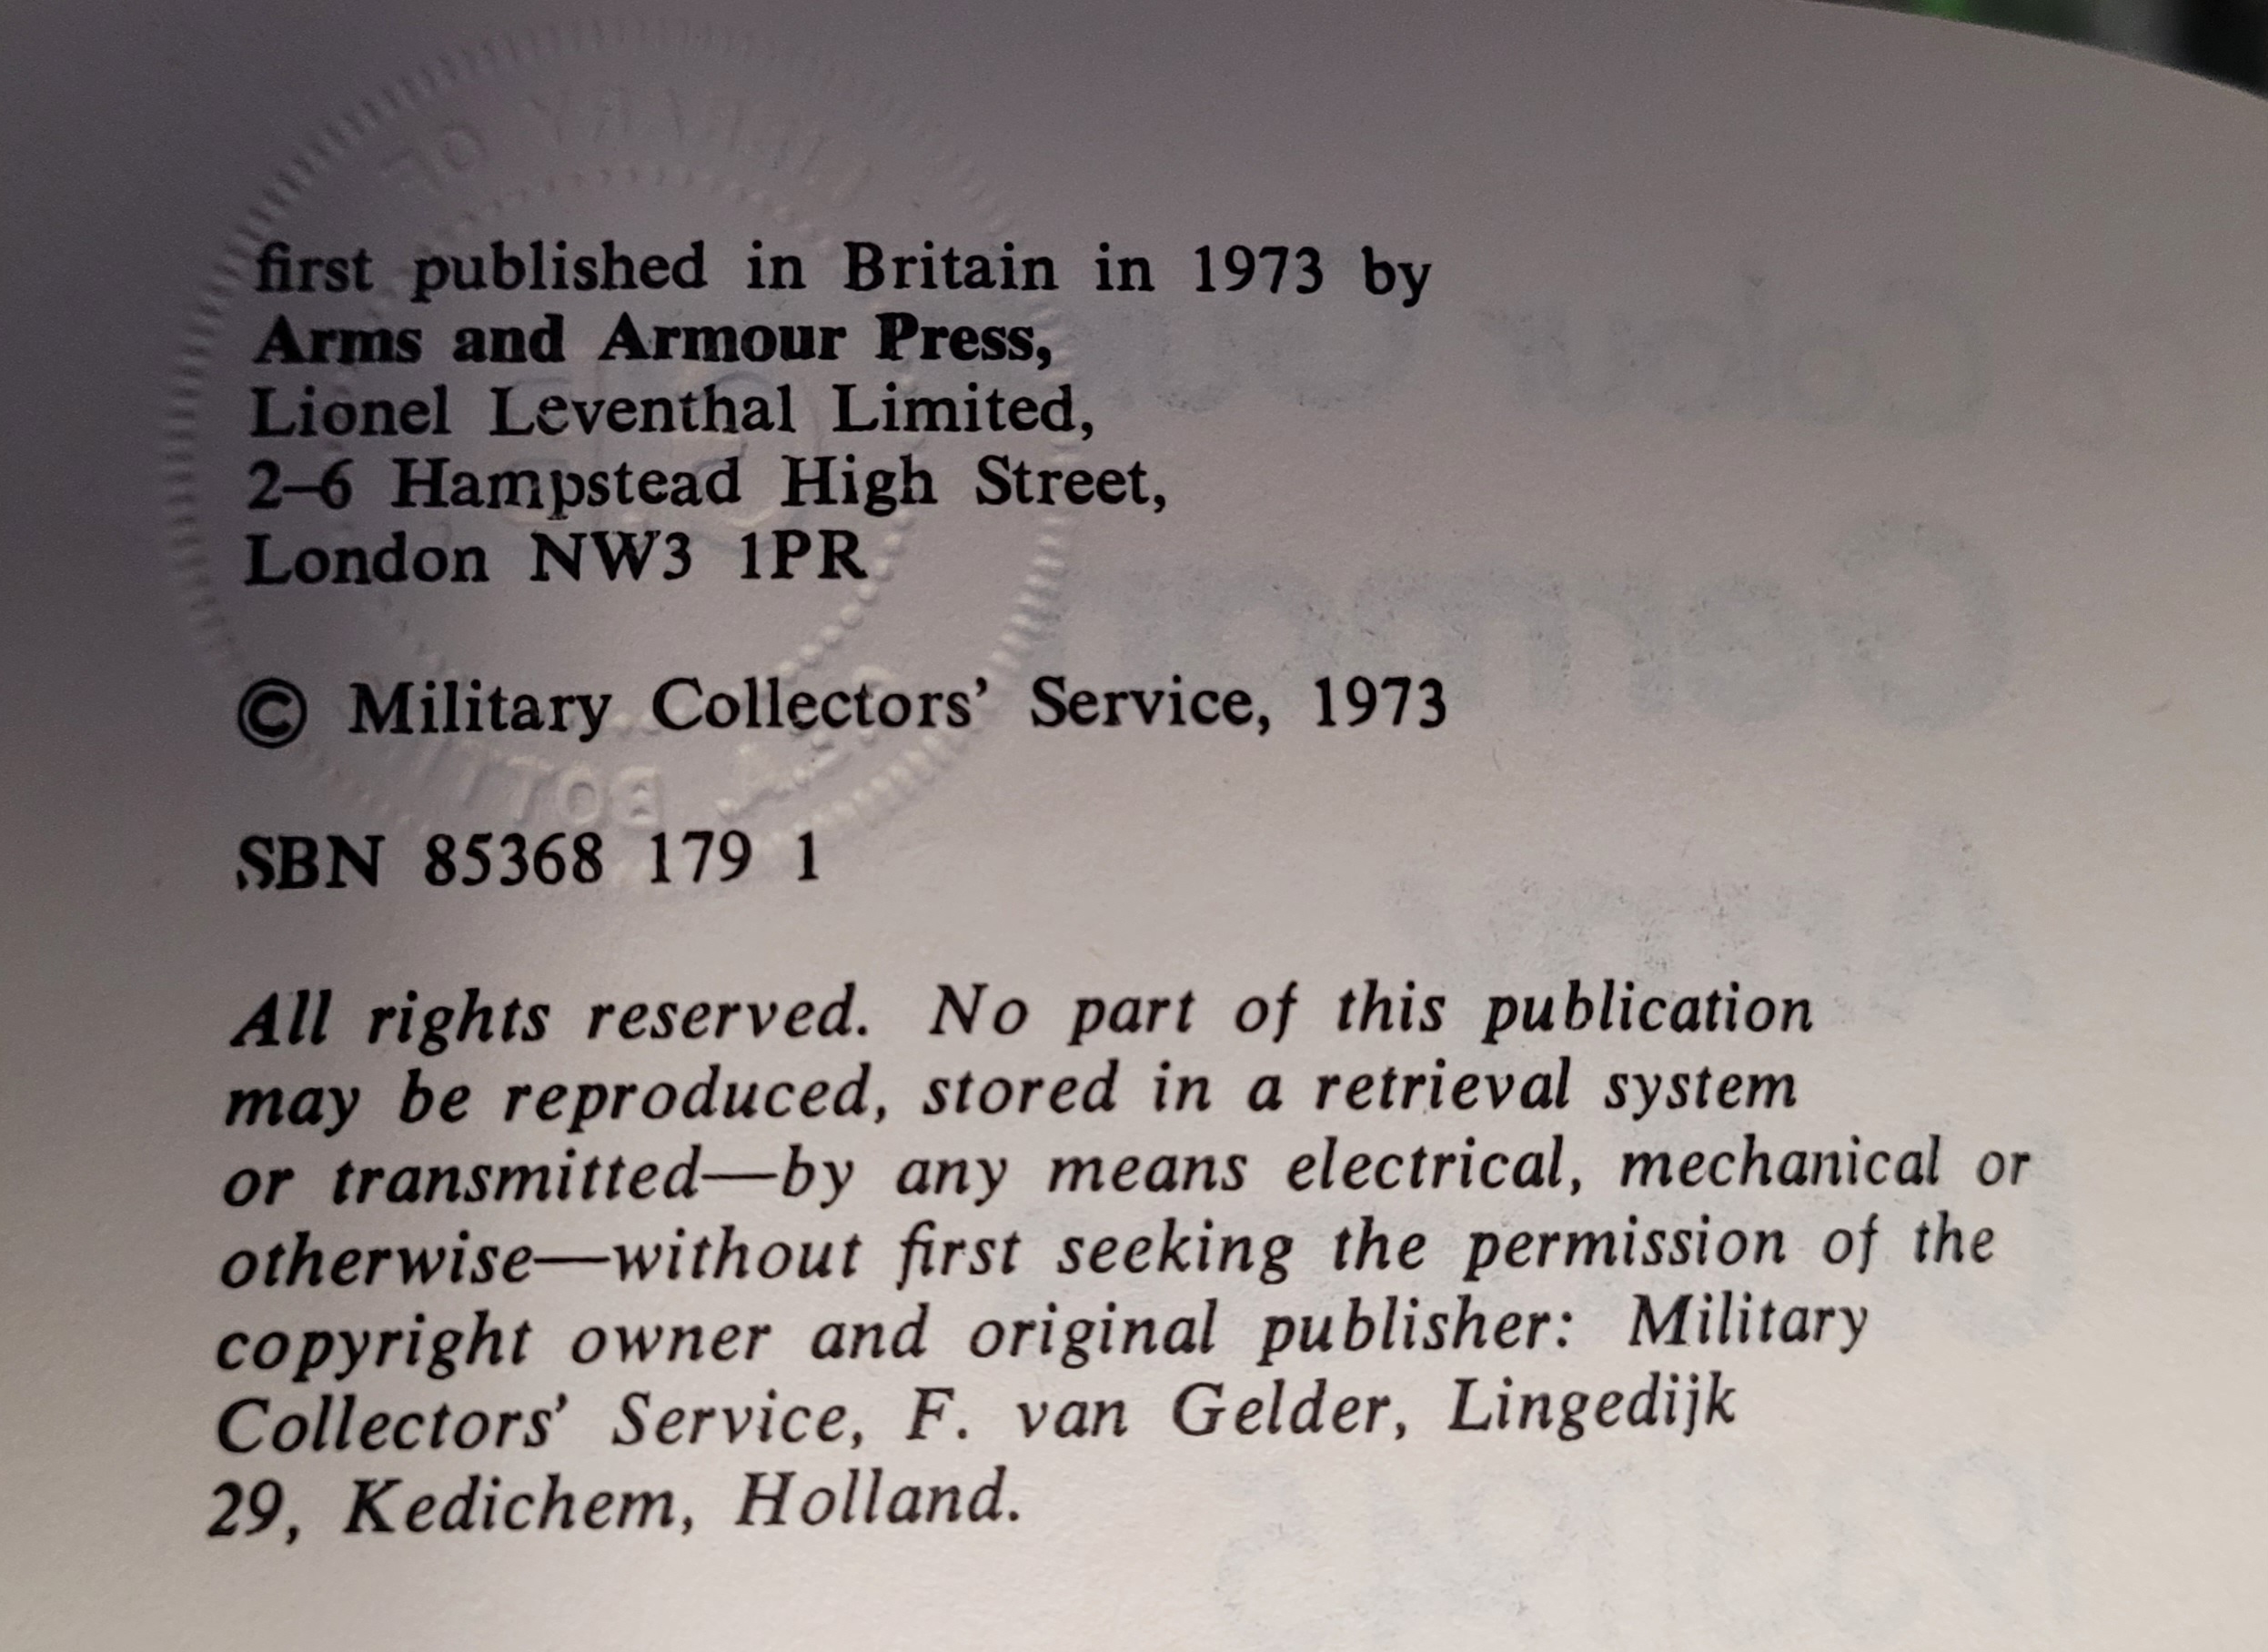 first published in Britain in 1973 by
Arms and Armour Press,
Lionel Leventhal Limited,
2–6 Hampstead High Street,
London NW3 1PR
© Military Collectors' Service, 1973
SBN 85368 179 1
All rights reserved. No part of this publication
may be reproduced, stored in a retrieval system
or transmitted—by any means electrical, mechanical or
otherwise—without first seeking the permission of the
copyright owner and original publisher: Military
Collectors' Service, F. van Gelder, Lingedijk
29, Kedichem, Holland.